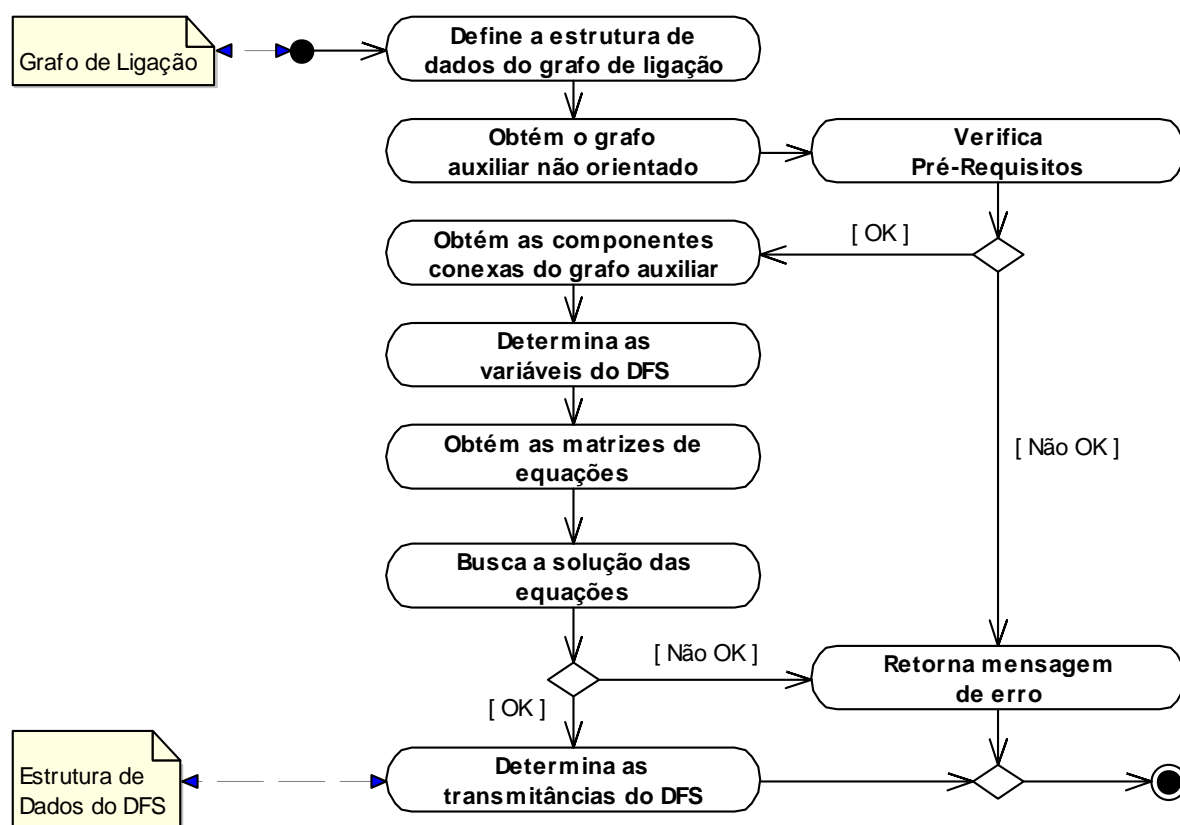 Grafo de Ligação
Define a estrutura de
dados do grafo de ligação
Obtém o grafo
auxiliar não orientado
Verifica
Pré-Requisitos
[ OK ]
Obtém as componentes
conexas do grafo auxiliar
Determina as
variáveis do DFS
Obtém as matrizes de
equações
[ Não OK ]
Busca a solução das
equações
[ Não OK ]
Retorna mensagem
de erro
[ OK ]
Estrutura de
Dados do DFS
Determina as
transmitâncias do DFS